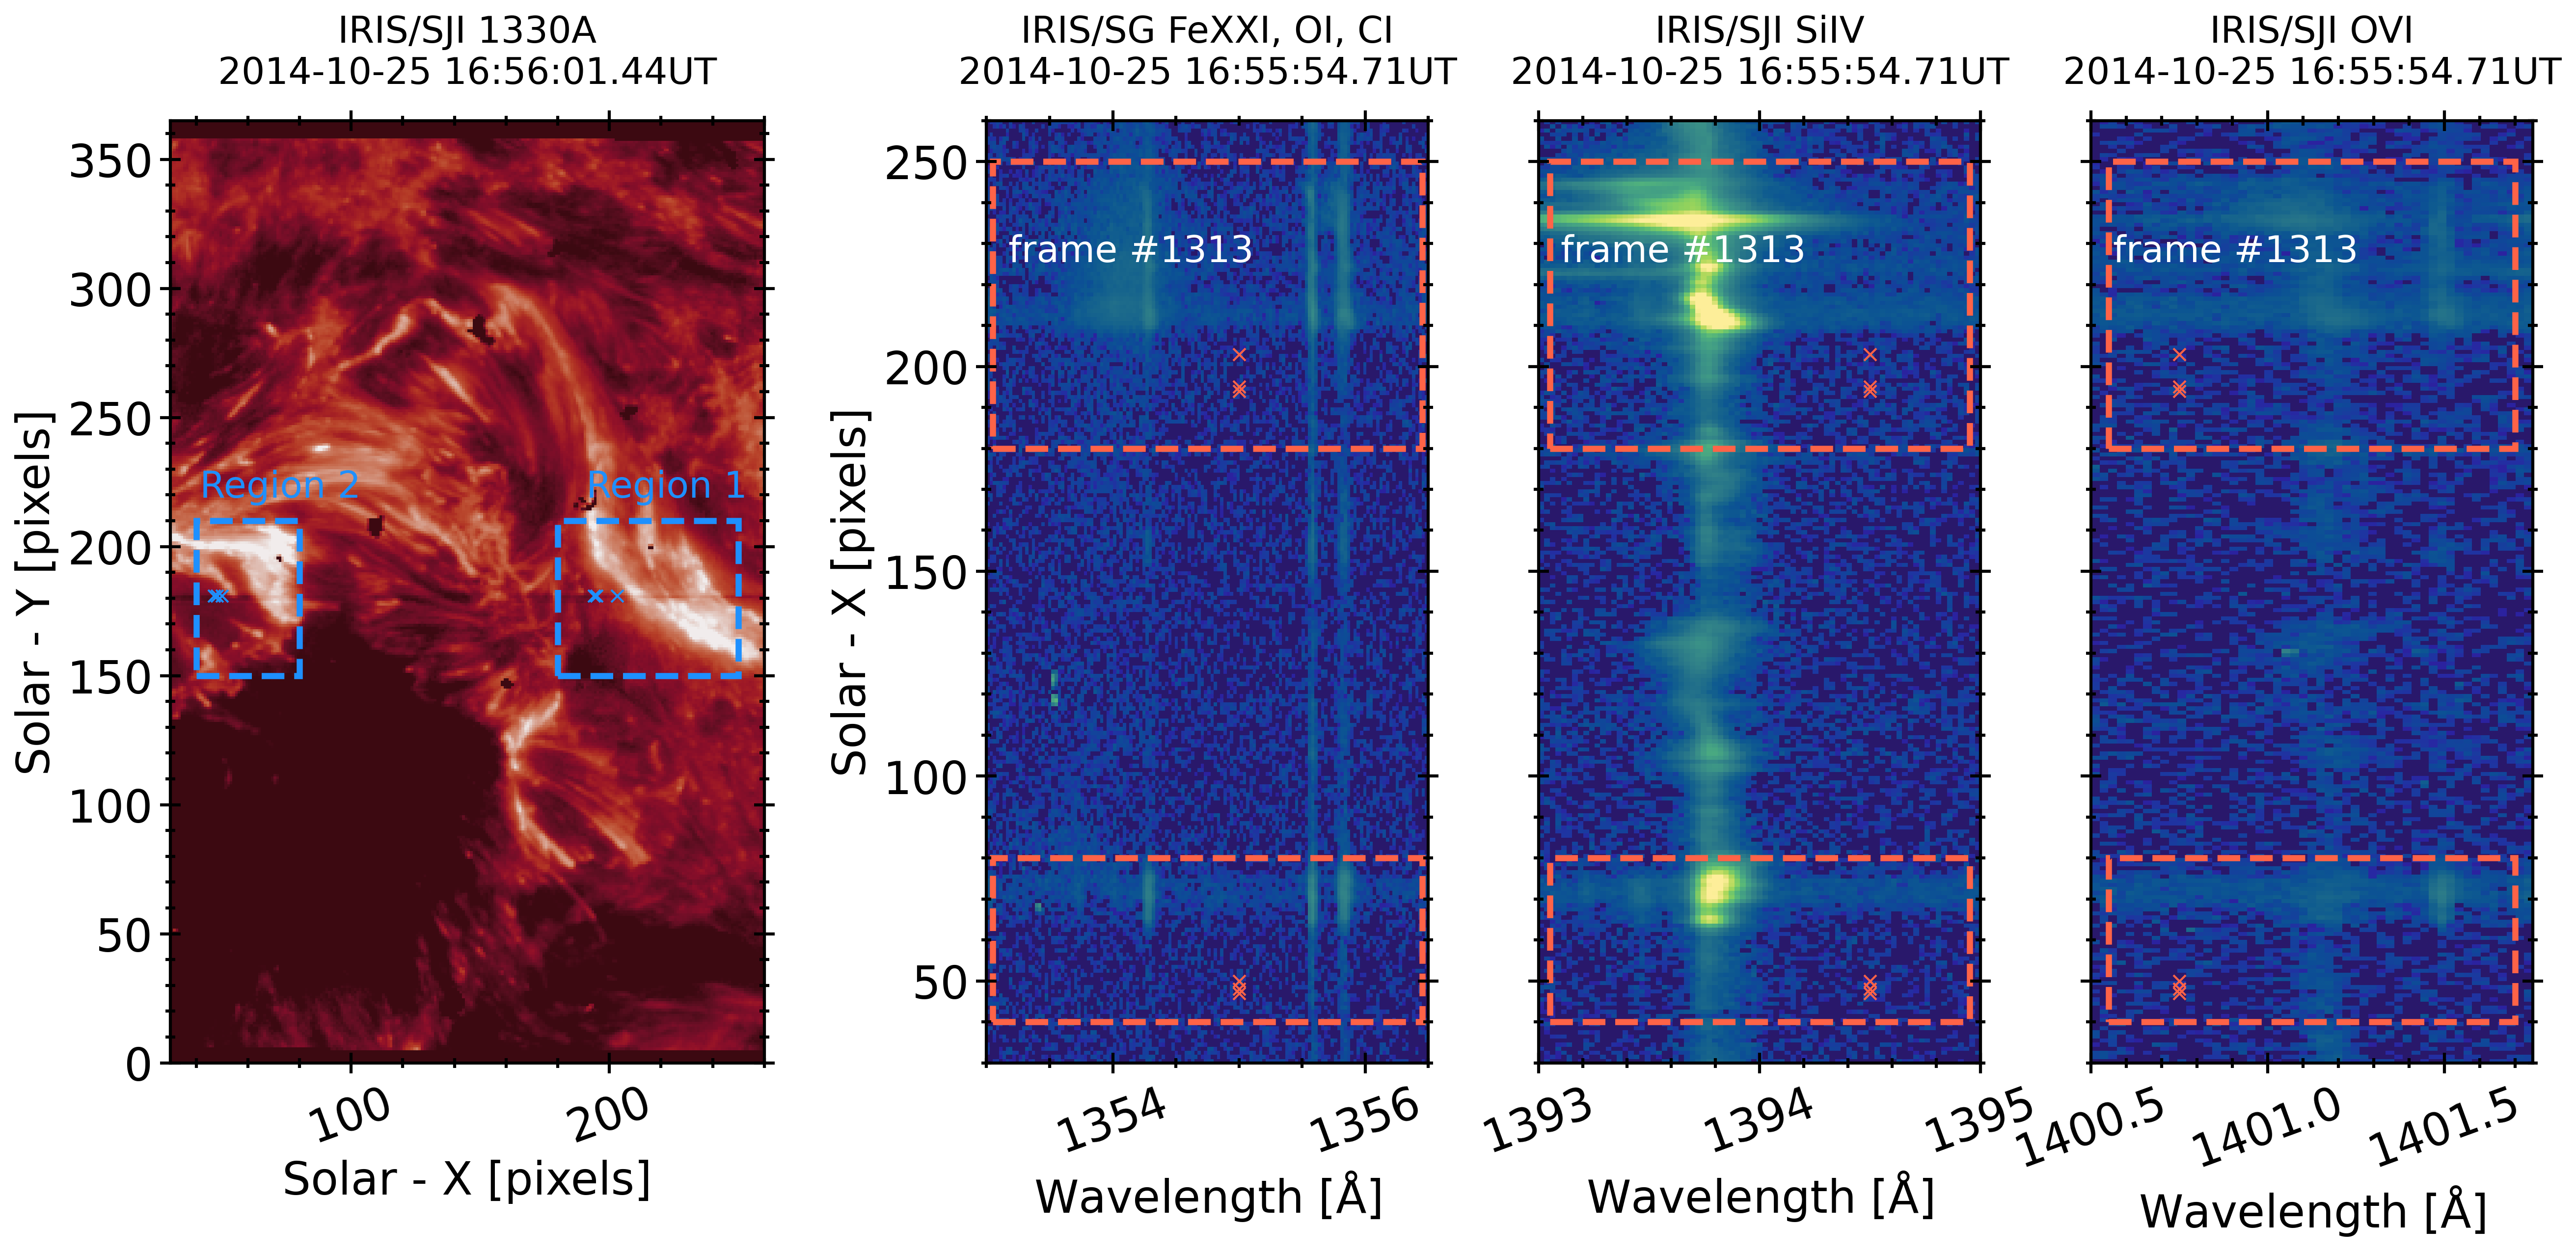 IRIS/SJI 1330A
2014-10-25 16:56:01.44UT
IRIS/SG FeXXI, OI, CI
2014-10-25 16:55:54.71UT
IRIS/SJI SiIV
2014-10-25 16:55:54.71UT
IRIS/SJI OVI
2014-10-25 16:55:54.71UT
Solar - Y [pixels]
350
300
250
200
150
100
50
0
Region 2
Region 1
100
200
Solar - X [pixels]
Solar - X [pixels]
250
200
150
100
50
frame #1313
1354
1356
Wavelength [Å]
frame #1313
1393
1394
1395
Wavelength [Å]
frame #1313
1400.5
1401.0
1401.5
Wavelength [Å]